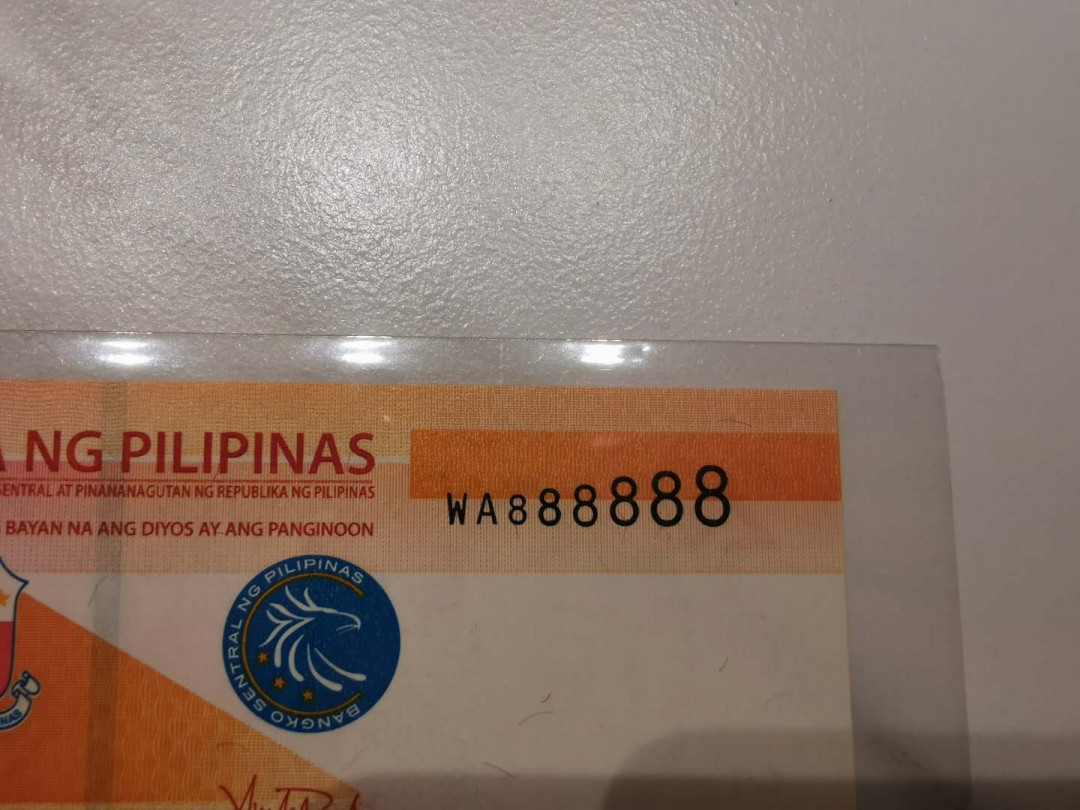 NG PILIPINAS
SENTRAL AT PINANANAGUTAN NG REPUBLIKA NG PILIPINAS
BAYAN NA ANG DIYOS AY ANG PANGINOON
WA888888
BANGKO SENTRAL NG PILIPINAS